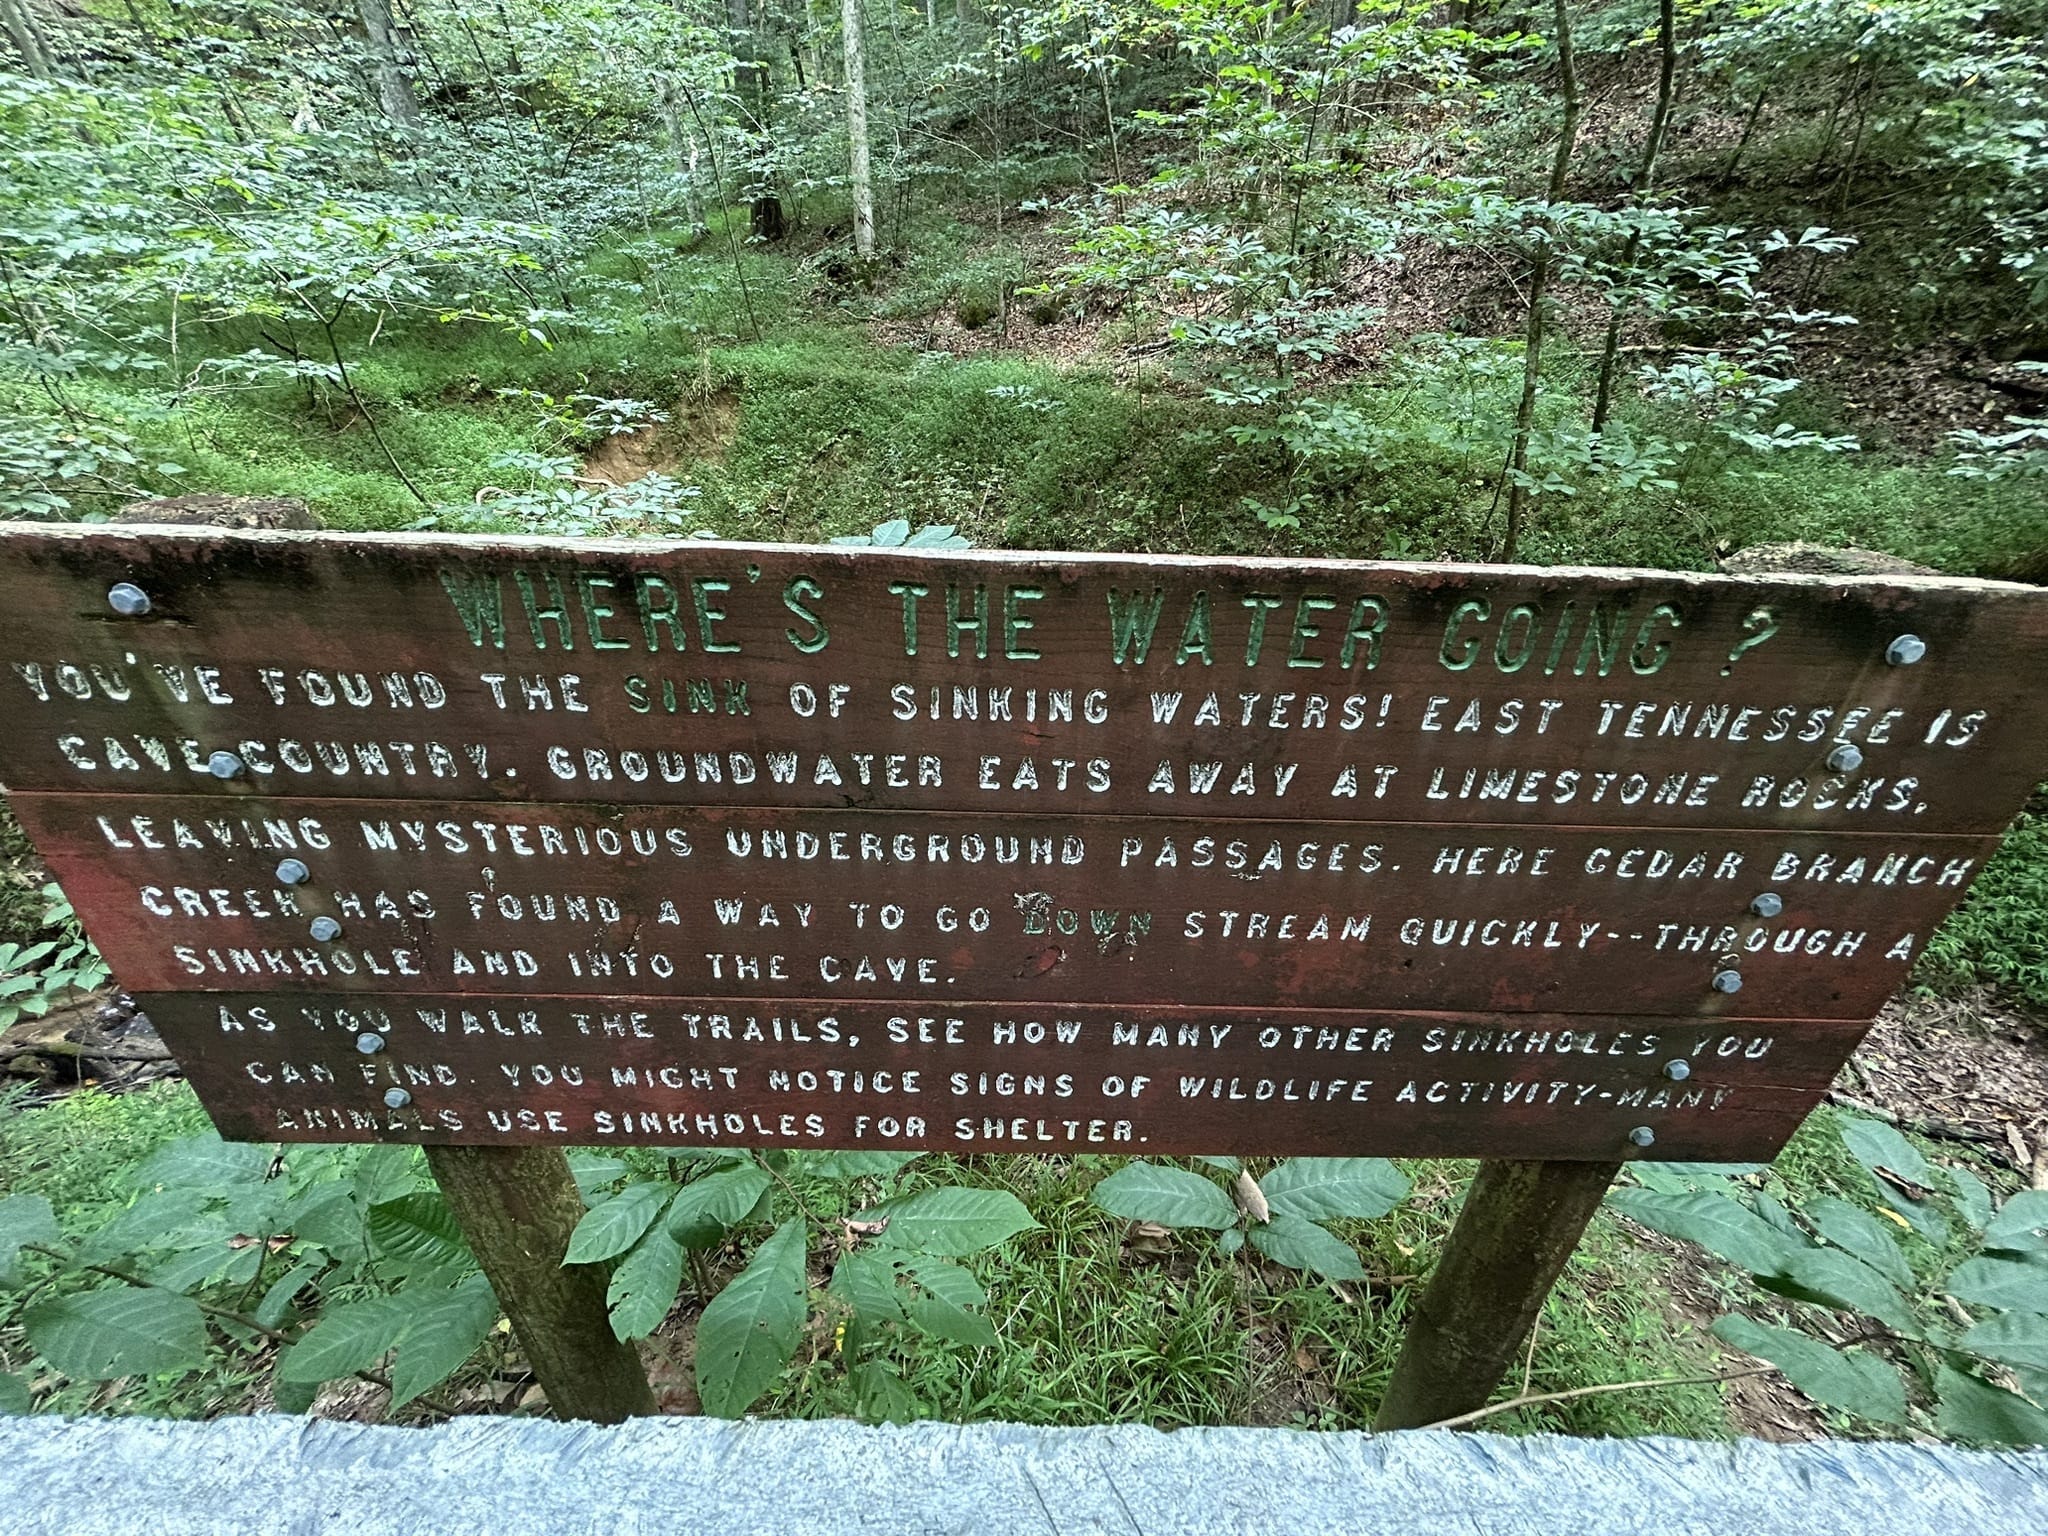 WHERE'S THE WATER GOING?
YOU'VE FOUND THE SINK OF SINKING WATERS! EAST TENNESSEE IS
CAVE COUNTRY. GROUNDWATER EATS AWAY AT LIMESTONE ROCKS,
LEAVING MYSTERIOUS UNDERGROUND PASSAGES. HERE CEDAR BRANCH
CREEK HAS FOUND A WAY TO GO DOWN STREAM QUICKLY--THROUGH A
SINKHOLE AND INTO THE CAVE.
AS YOU WALK THE TRAILS, SEE HOW MANY OTHER SINKHOLES YOU
CAN FIND. YOU MIGHT NOTICE SIGNS OF WILDLIFE ACTIVITY-MANY
ANIMALS USE SINKHOLES FOR SHELTER.